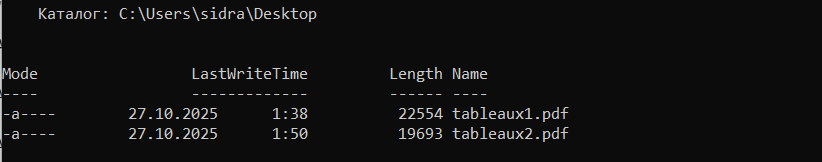 Каталог: C:\Users\sidra\Desktop
Mode LastWriteTime Length Name
---- ------------- ------ ----
-a---- 27.10.2025 1:38 22554 tableaux1.pdf
-a---- 27.10.2025 1:50 19693 tableaux2.pdf